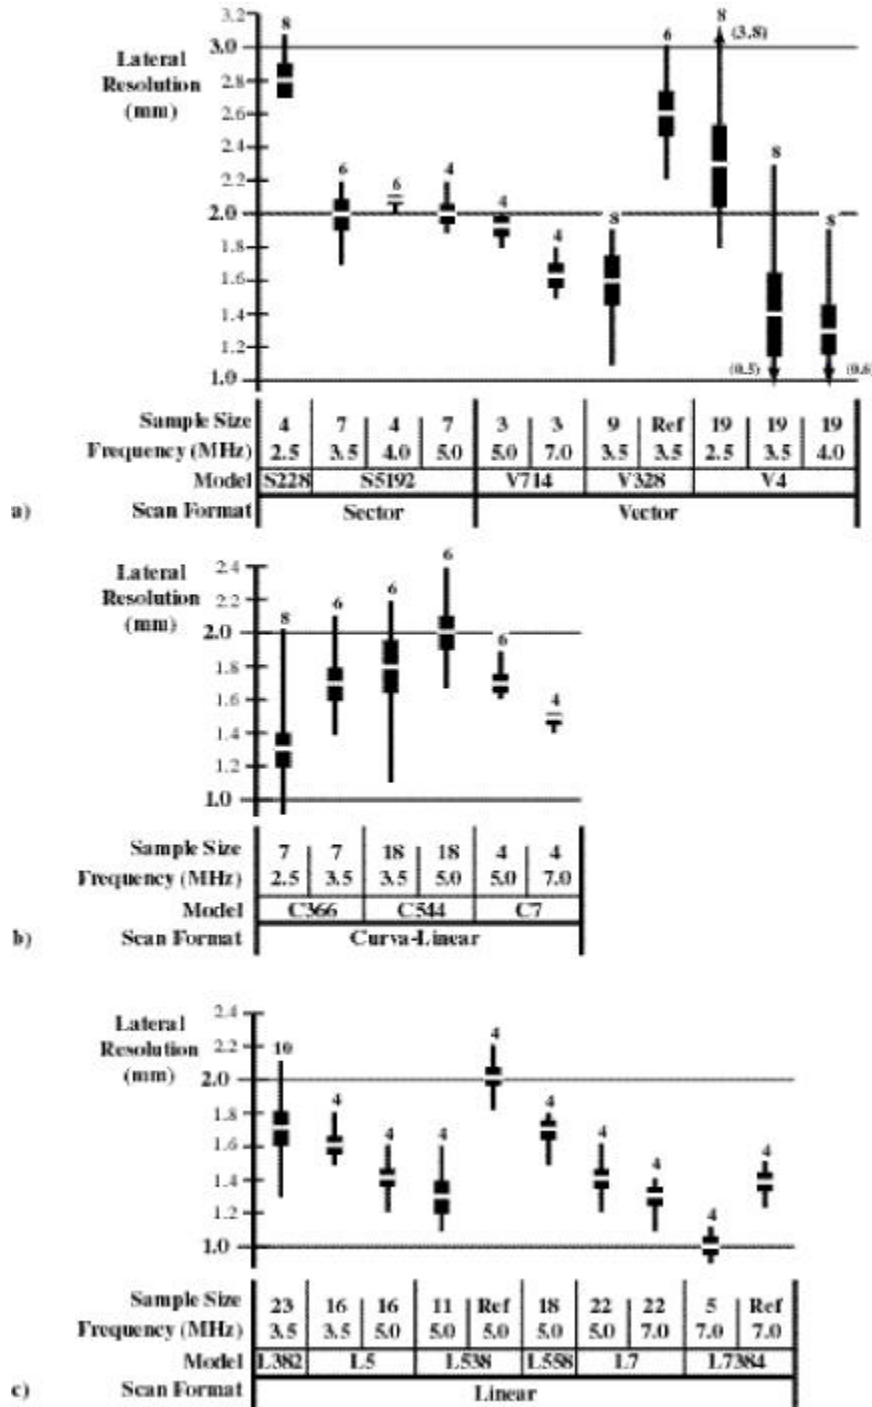 Lateral
Resolution
(mm)
3.2
3.0
2.8
2.6
2.4
2.2
2.0
1.8
1.6
1.4
1.2
1.0
8 6 6 4 4 4 8 6 8 8 8
(3.8)
(0.5) (0.6)
Sample Size 4 7 4 7 3 3 9 Ref 19 19 19
Frequency (MHz) 2.5 3.5 4.0 5.0 5.0 7.0 3.5 3.5 2.5 3.5 4.0
Model S228 S5192 V714 V328 V4
a) Scan Format Sector Vector
Lateral
Resolution
(mm)
2.4
2.2
2.0
1.8
1.6
1.4
1.2
1.0
8 6 6 6 6 4
Sample Size 7 7 18 18 4 4
Frequency (MHz) 2.5 3.5 3.5 5.0 5.0 7.0
Model C366 C544 C7
b) Scan Format Curva-Linear
Lateral
Resolution
(mm)
2.4
2.2
2.0
1.8
1.6
1.4
1.2
1.0
10 4 4 4 4 4 4 4 4 4
Sample Size 23 16 16 11 Ref 18 22 22 5 Ref
Frequency (MHz) 3.5 3.5 5.0 5.0 5.0 5.0 5.0 7.0 7.0 7.0
Model L382 L5 L538 L558 L7 L7384
c) Scan Format Linear